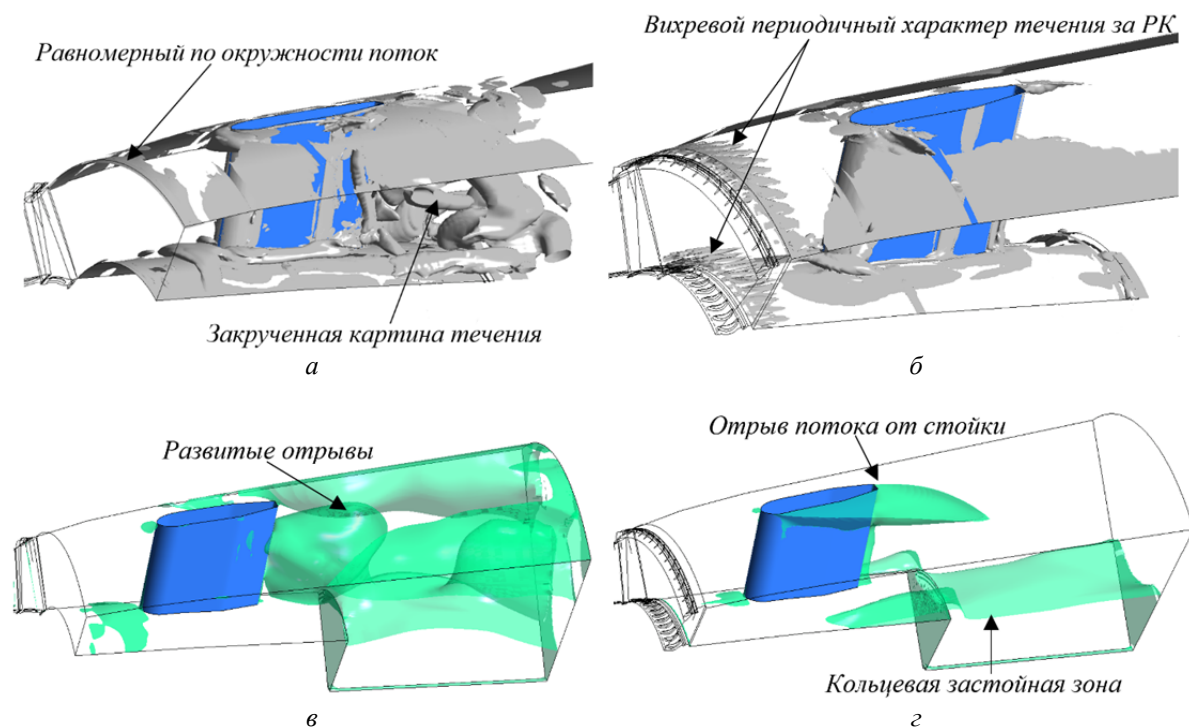 Равномерный по окружности поток
Вихревой периодичный характер течения за РК
Закрученная картина течения
а
б
Развитые отрывы
Отрыв потока от стойки
Кольцевая застойная зона
в
г